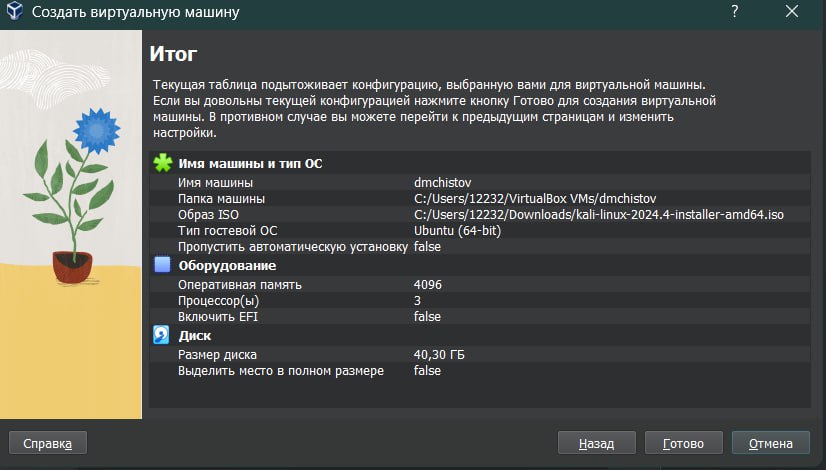 Создать виртуальную машину
?
Итог
Текущая таблица подытоживает конфигурацию, выбранную вами для виртуальной машины.
Если вы довольны текущей конфигурацией нажмите кнопку Готово для создания виртуальной
машины. В противном случае вы можете перейти к предыдущим страницам и изменить
настройки.
Имя машины и тип ОС
Имя машины dmchistov
Папка машины C:/Users/12232/VirtualBox VMs/dmchistov
Образ ISO C:/Users/12232/Downloads/kali-linux-2024.4-installer-amd64.iso
Тип гостевой ОС Ubuntu (64-bit)
Пропустить автоматическую установку false
Оборудование
Оперативная память 4096
Процессор(ы) 3
Включить EFI false
Диск
Размер диска 40,30 ГБ
Выделить место в полном размере false
Справка Назад Готово Отмена